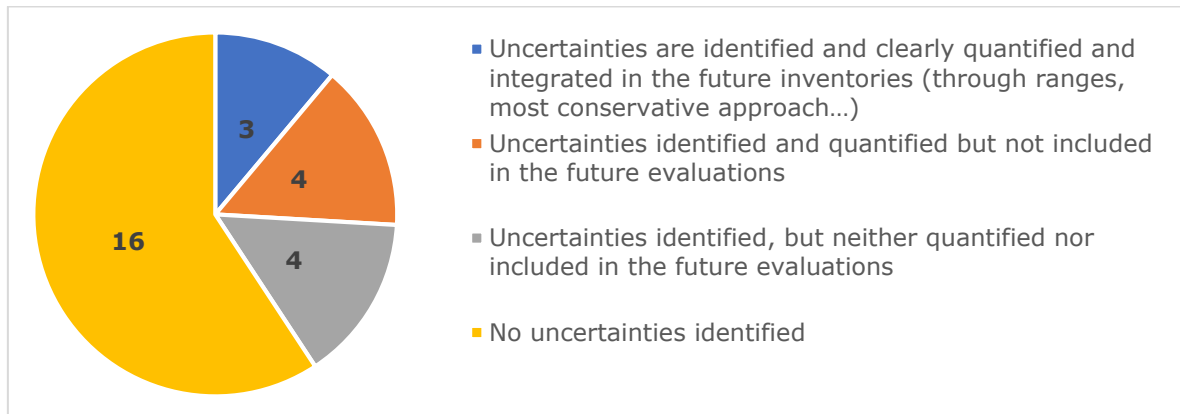 3
4
4
16
Uncertainties are identified and clearly quantified and
integrated in the future inventories (through ranges,
most conservative approach…)
Uncertainties identified and quantified but not included
in the future evaluations
Uncertainties identified, but neither quantified nor
included in the future evaluations
No uncertainties identified